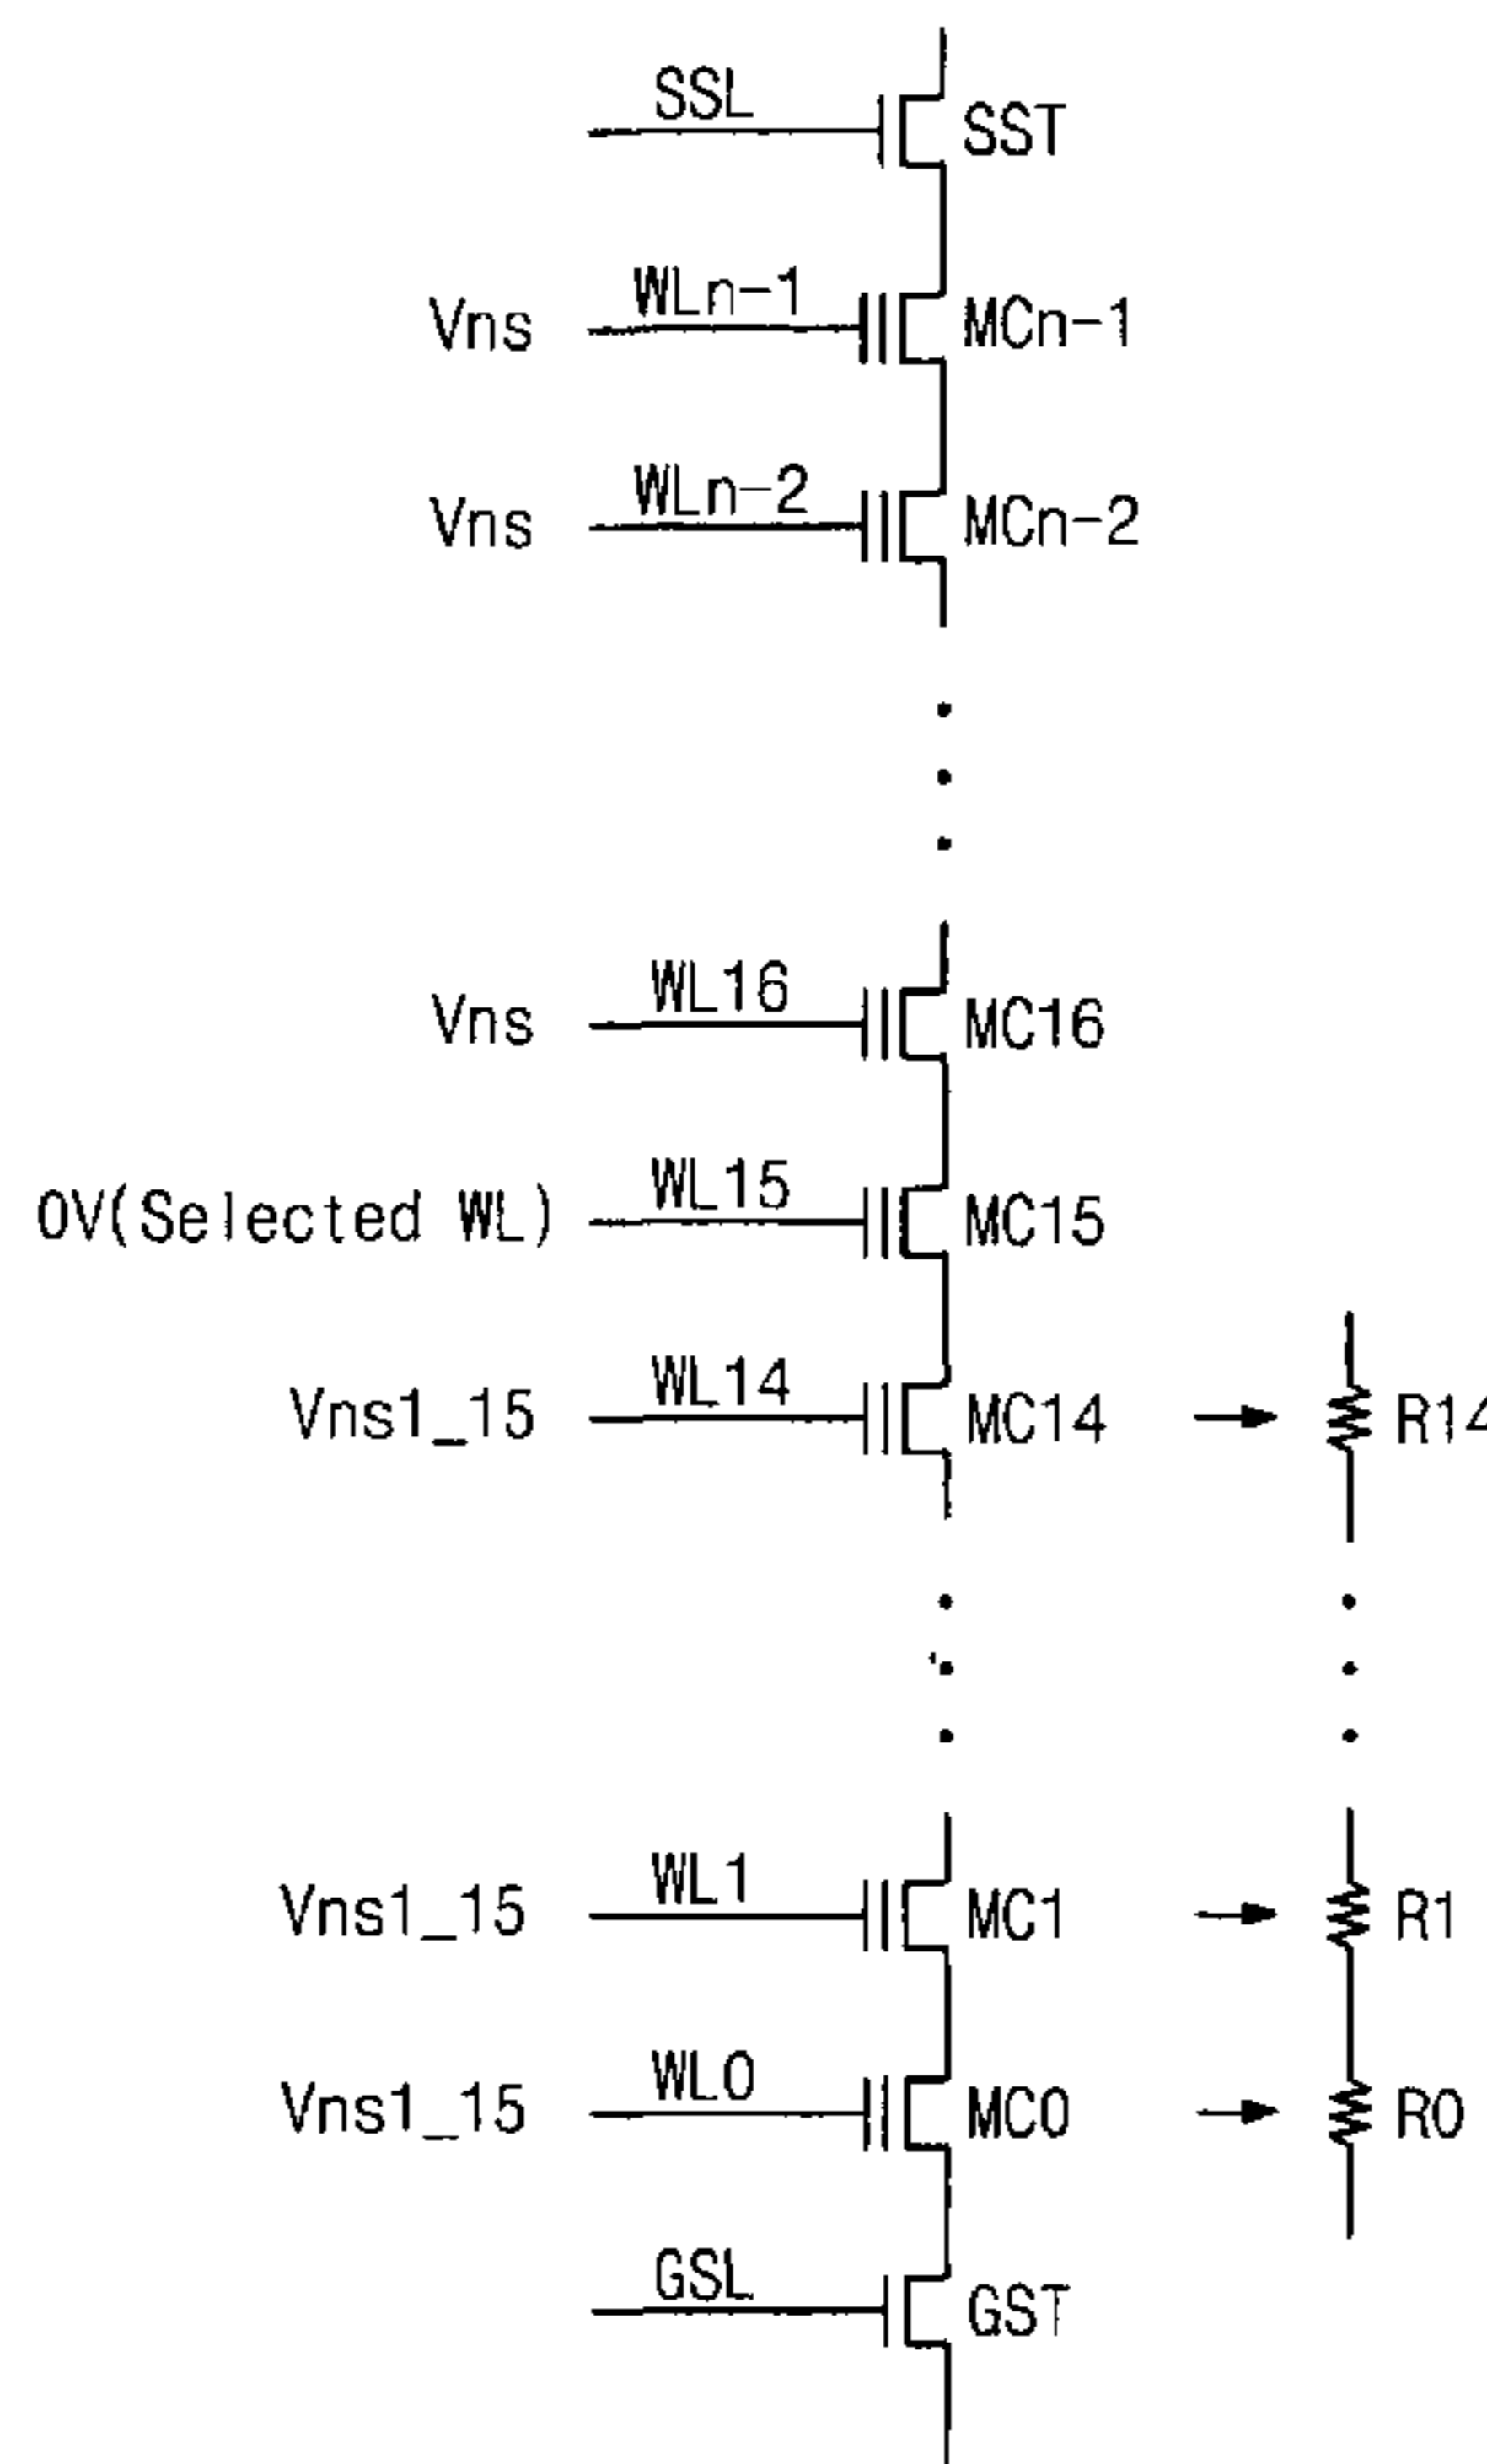 SSL
SST
Vns WLn-1 MCn-1
Vns WLn-2 MCn-2
Vns WL16 MC16
0V(Selected WL) WL15 MC15
Vns1_15 WL14 MC14 R14
Vns1_15 WL1 MC1 R1
Vns1_15 WL0 MC0 R0
GSL
GST